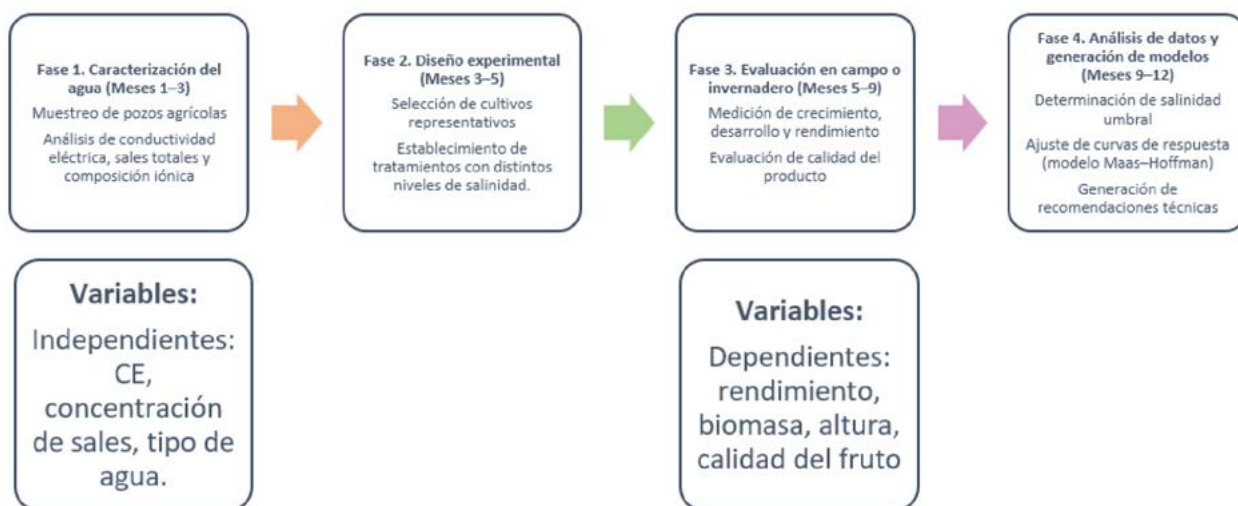 Fase 1. Caracterización del
agua (Meses 1–3)
Muestreo de pozos agrícolas
Análisis de conductividad
eléctrica, sales totales y
composición iónica
Fase 2. Diseño experimental
(Meses 3–5)
Selección de cultivos
representativos
Establecimiento de
tratamientos con distintos
niveles de salinidad.
Fase 3. Evaluación en campo o
invernadero (Meses 5–9)
Medición de crecimiento,
desarrollo y rendimiento
Evaluación de calidad del
producto
Fase 4. Análisis de datos y
generación de modelos
(Meses 9–12)
Determinación de salinidad
umbral
Ajuste de curvas de respuesta
(modelo Maas–Hoffman)
Generación de
recomendaciones técnicas
Variables:
Independientes:
CE,
concentración
de sales, tipo de
agua.
Variables:
Dependientes:
rendimiento,
biomasa, altura,
calidad del fruto